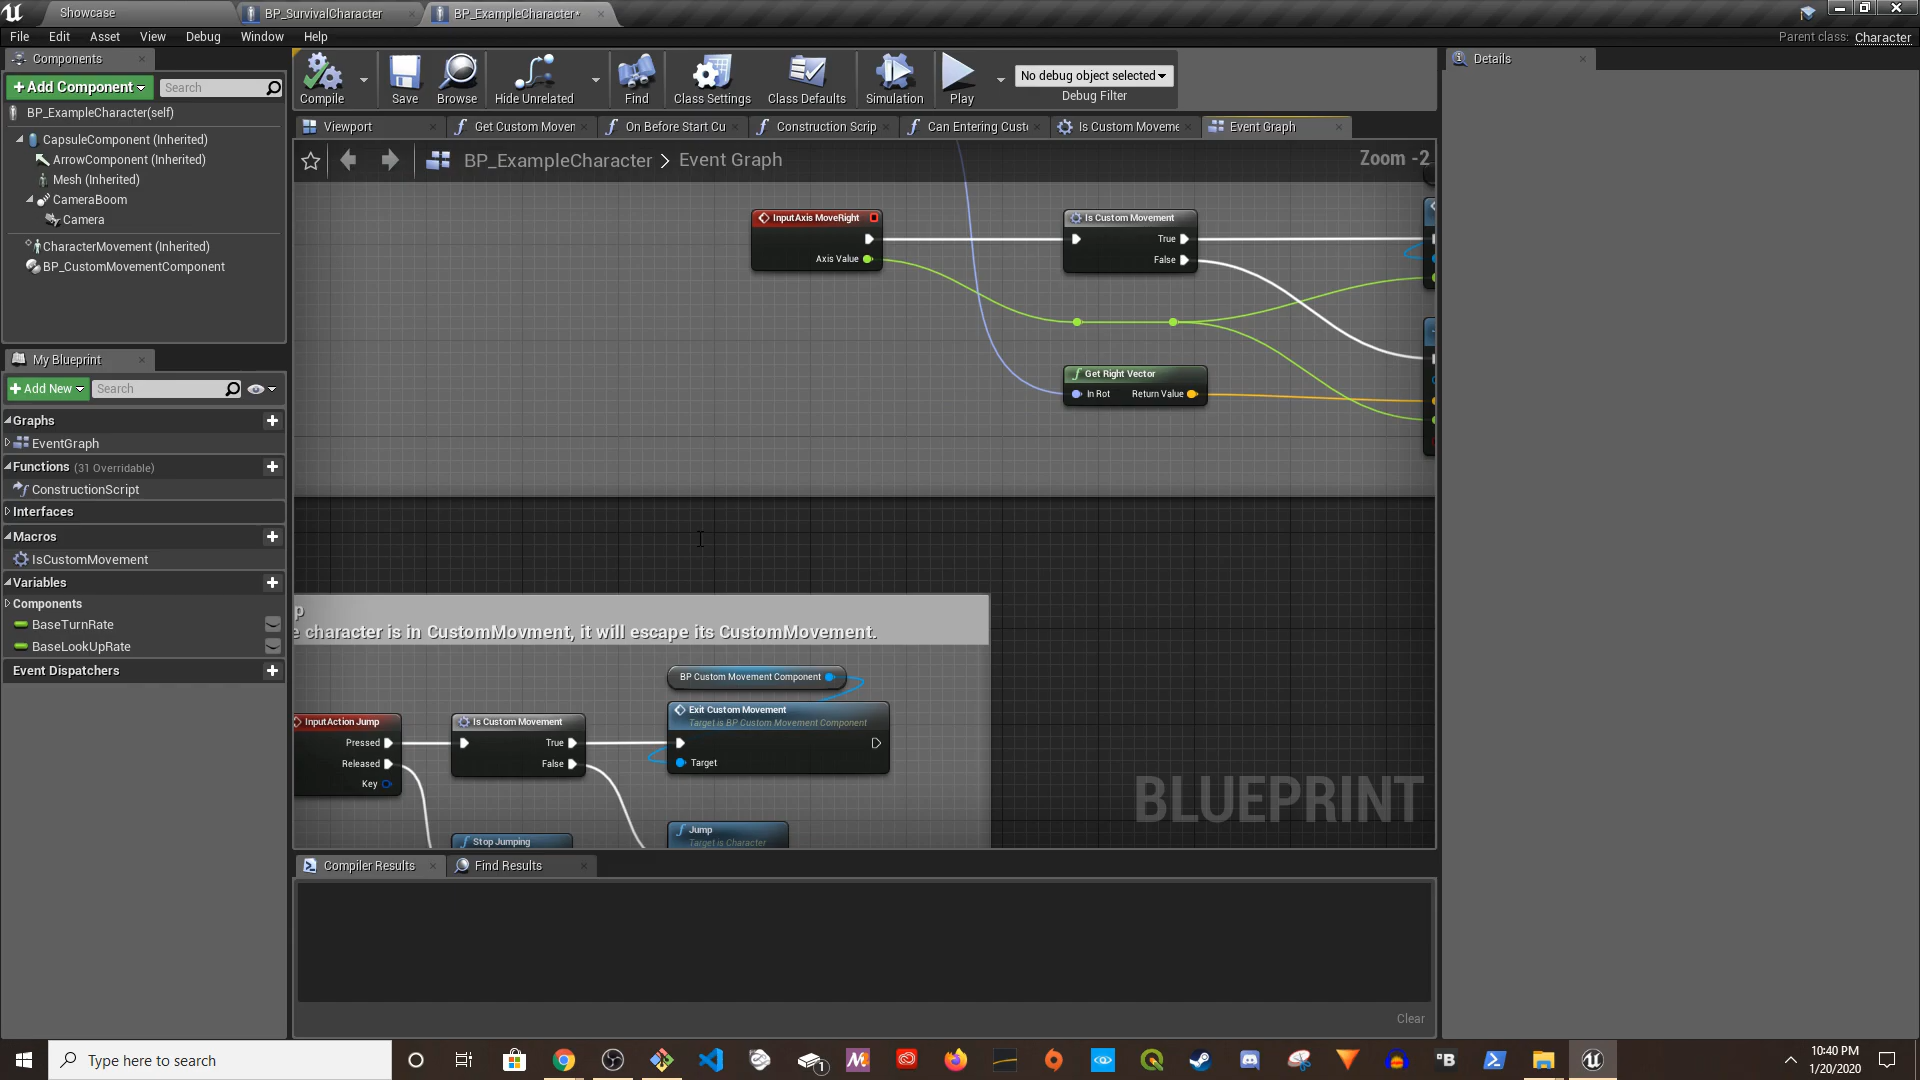 Showcase
BP_SurvivalCharacter
BP_ExampleCharacter*
File Edit Asset View Debug Window Help
Parent class: Character
Components
+Add Component
Search
BP_ExampleCharacter(self)
CapsuleComponent (Inherited)
ArrowComponent (Inherited)
Mesh (Inherited)
CameraBoom
Camera
CharacterMovement (Inherited)
BP_CustomMovementComponent
My Blueprint
+Add New
Search
Graphs
EventGraph
Functions (31 Overridable)
ConstructionScript
Interfaces
Macros
IsCustomMovement
Variables
Components
BaseTurnRate
BaseLookUpRate
Event Dispatchers
Compile
Save
Browse
Hide Unrelated
Find
Class Settings
Class Defaults
Simulation
Play
No debug object selected
Debug Filter
Viewport
Get Custom Moven
On Before Start Cu
Construction Scrip
Can Entering Custo
Is Custom Moveme
Event Graph
BP_ExampleCharacter > Event Graph
Zoom -2
InputAxis MoveRight
Axis Value
Is Custom Movement
True
False
Get Right Vector
In Rot Return Value
p
e character is in CustomMovment, it will escape its CustomMovement.
BP Custom Movement Component
InputAction Jump
Pressed
Released
Key
Is Custom Movement
True
False
Exit Custom Movement
Target is BP Custom Movement Component
Target
Stop Jumping
Jump
Target is Character
BLUEPRINT
Compiler Results
Find Results
Clear
Details
Type here to search
10:40 PM
1/20/2020